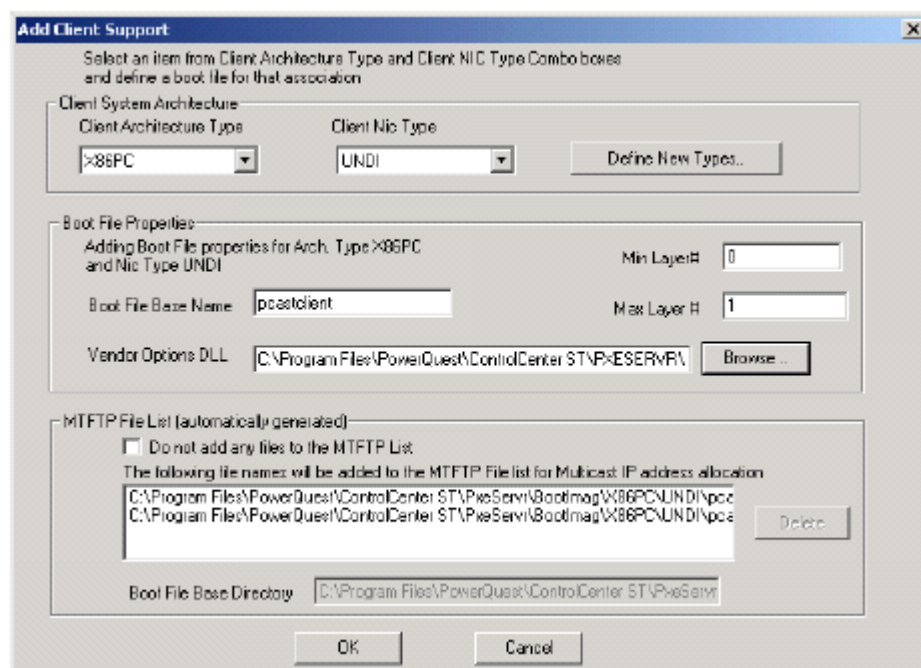 Add Client Support
Select an item from Client Architecture Type and Client NIC Type Combo boxes
and define a boot file for that association
Client System Architecture
Client Architecture Type
Client Nic Type
X86PC
UNDI
Define New Types..
Boot File Properties
Adding Boot File properties for Arch. Type X86PC
and Nic Type UNDI
Min Layer#
0
Boot File Base Name
pcastclient
Max Layer #
1
Vendor Options DLL
C:\Program Files\PowerQuest\ControlCenter ST\PXESERVR\
Browse ..
MTFTP File List (automatically generated)
Do not add any files to the MTFTP List
The following file names will be added to the MTFTP File list for Multicast IP address allocation
C:\Program Files\PowerQuest\ControlCenter ST\PxeServr\BootImag\X86PC\UNDI\pca
C:\Program Files\PowerQuest\ControlCenter ST\PxeServr\BootImag\X86PC\UNDI\pca
Delete
Boot File Base Directory
C:\Program Files\PowerQuest\ControlCenter ST\PxeServr
OK
Cancel